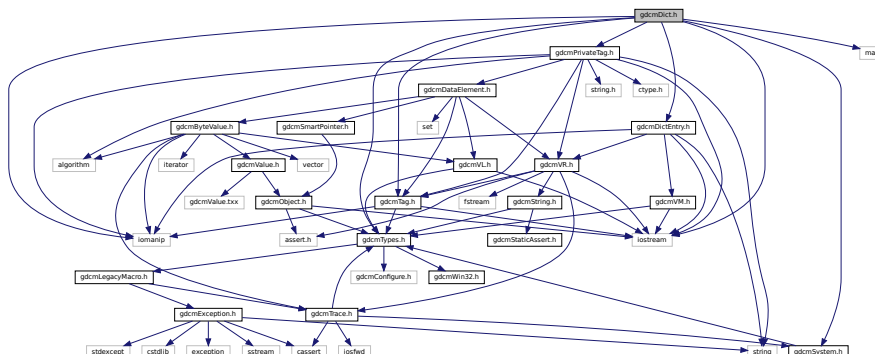 gdcmDict.h
gdcmPrivateTag.h
ma
gdcmDataElement.h
string.h
ctype.h
gdcmByteValue.h
gdcmSmartPointer.h
set
gdcmDictEntry.h
algorithm
iterator
gdcmValue.h
vector
gdcmVL.h
gdcmVR.h
gdcmValue.txx
gdcmObject.h
gdcmTag.h
fstream
gdcmString.h
gdcmVM.h
iomanip
assert.h
gdcmTypes.h
gdcmStaticAssert.h
iostream
gdcmLegacyMacro.h
gdcmConfigure.h
gdcmWin32.h
gdcmException.h
gdcmTrace.h
stdexcept
cstdlib
exception
sstream
cassert
iosfwd
string
gdcmSystem.h